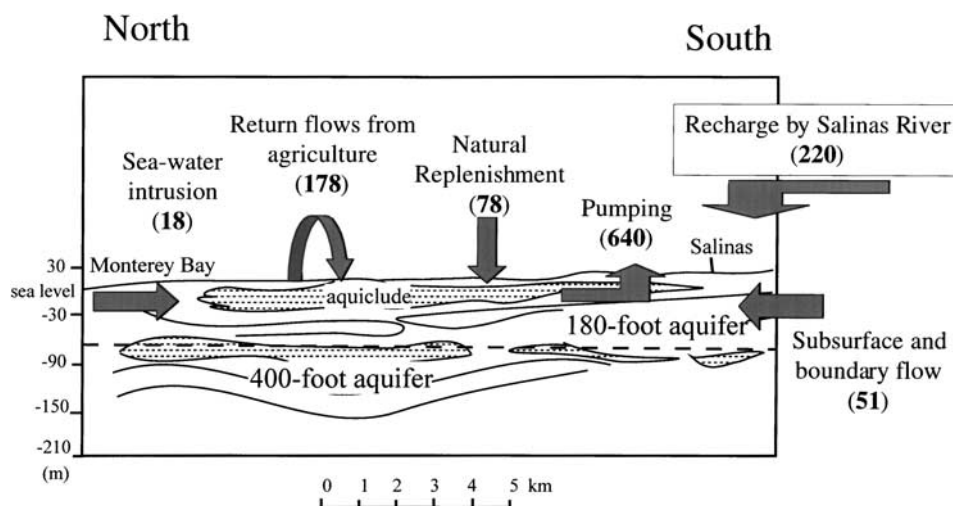 North
South
Return flows from
agriculture
(178)
Sea-water
intrusion
(18)
Natural
Replenishment
(78)
Pumping
(640)
Recharge by Salinas River
(220)
Salinas
Monterey Bay
30
sea level
-30
-90
-150
-210
(m)
aquiclude
180-foot aquifer
400-foot aquifer
Subsurface and
boundary flow
(51)
0 1 2 3 4 5 km